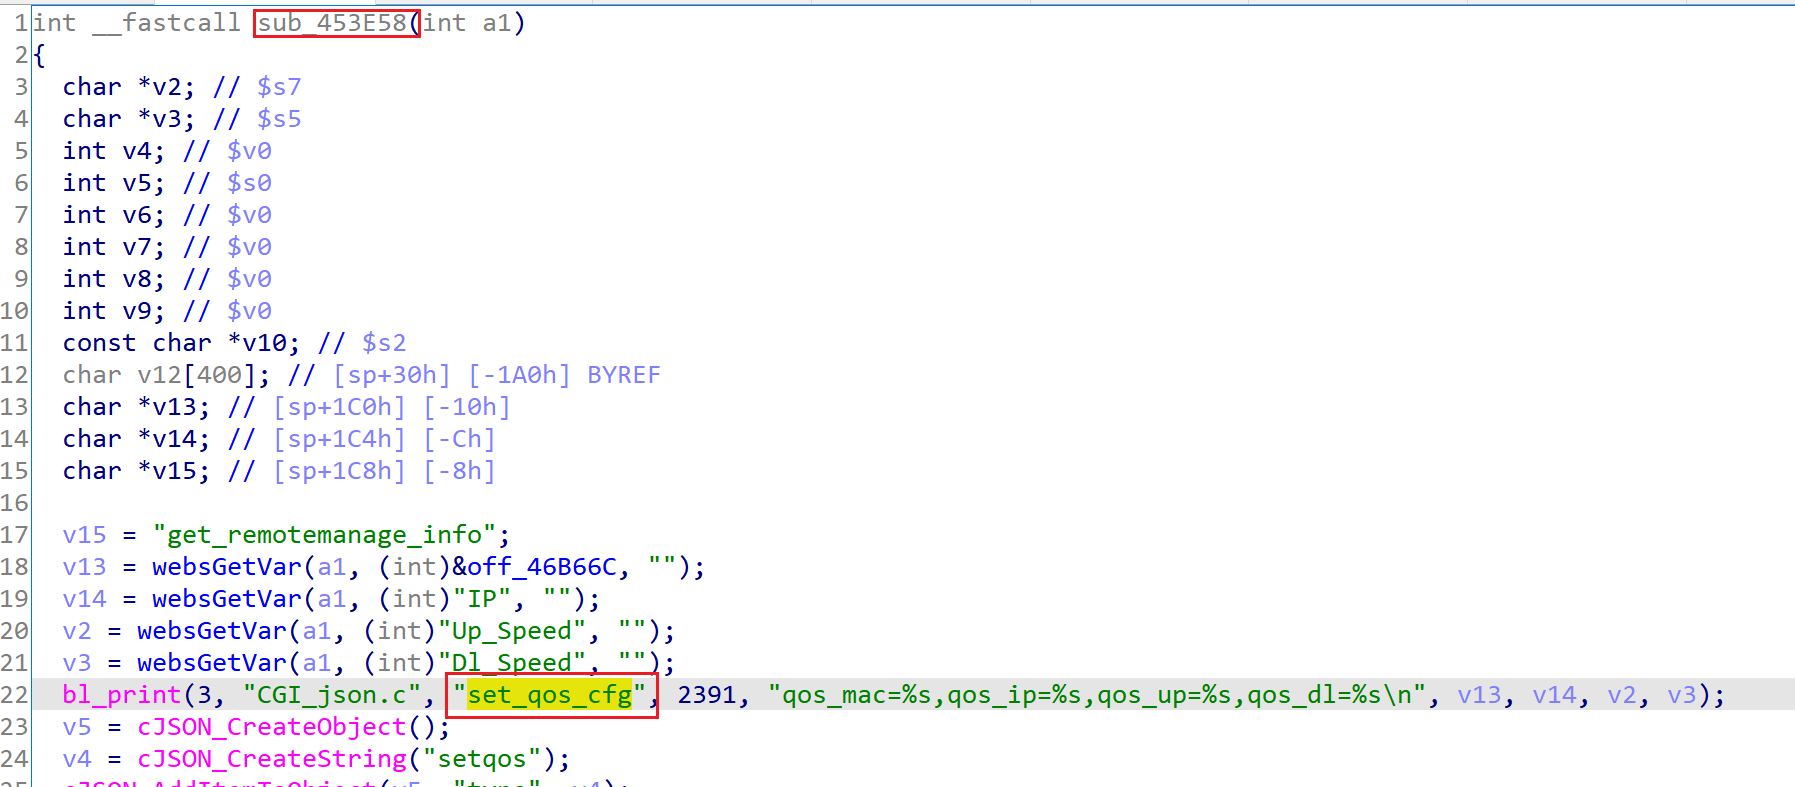 1 int __fastcall sub_453E58(int a1)
2 {
3 char *v2; // $s7
4 char *v3; // $s5
5 int v4; // $v0
6 int v5; // $s0
7 int v6; // $v0
8 int v7; // $v0
9 int v8; // $v0
10 int v9; // $v0
11 const char *v10; // $s2
12 char v12[400]; // [sp+30h] [-1A0h] BYREF
13 char *v13; // [sp+1C0h] [-10h]
14 char *v14; // [sp+1C4h] [-Ch]
15 char *v15; // [sp+1C8h] [-8h]
16
17 v15 = "get_remotemanage_info";
18 v13 = websGetVar(a1, (int)&off_46B66C, "");
19 v14 = websGetVar(a1, (int)"IP", "");
20 v2 = websGetVar(a1, (int)"Up_Speed", "");
21 v3 = websGetVar(a1, (int)"Dl_Speed", "");
22 bl_print(3, "CGI_json.c", "set_qos_cfg", 2391, "qos_mac=%s,qos_ip=%s,qos_up=%s,qos_dl=%s\n", v13, v14, v2, v3);
23 v5 = cJSON_CreateObject();
24 v4 = cJSON_CreateString("setqos");
25 cJSON_AddItemToObject(v5, "type", v4);